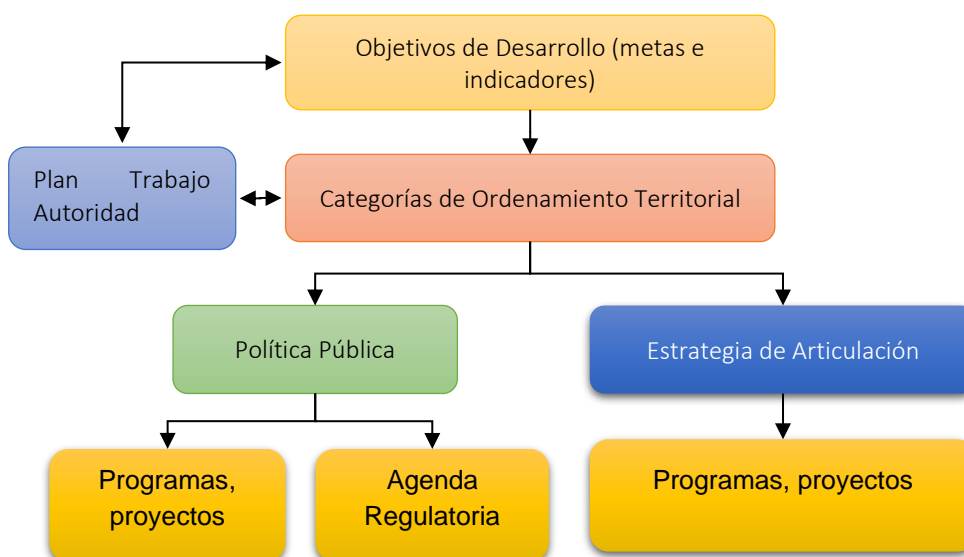 Objetivos de Desarrollo (metas e
indicadores)
Plan Trabajo
Autoridad
Categorías de Ordenamiento Territorial
Política Pública
Estrategia de Articulación
Programas,
proyectos
Agenda
Regulatoria
Programas, proyectos